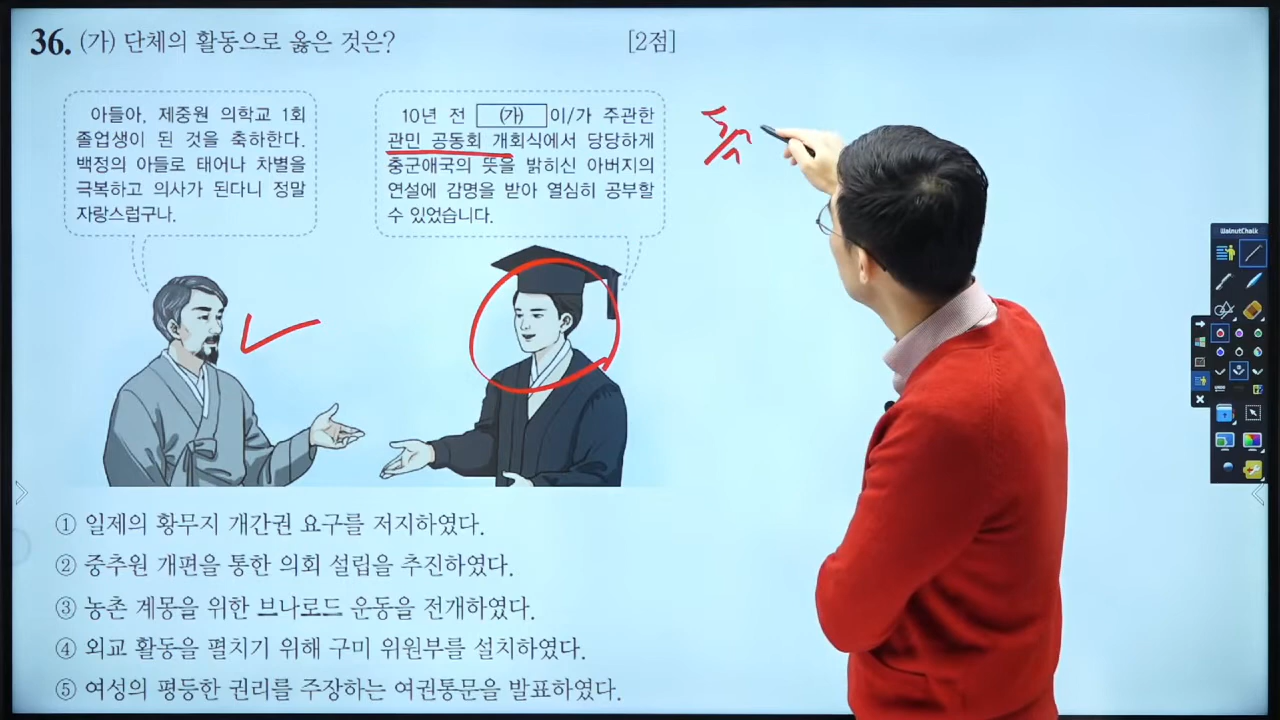 36. (가) 단체의 활동으로 옳은 것은? [2점]
아들아, 제중원 의학교 1회
졸업생이 된 것을 축하한다.
백정의 아들로 태어나 차별을
극복하고 의사가 된다니 정말
자랑스럽구나.
10년 전 (가) 이/가 주관한
관민 공동회 개회식에서 당당하게
충군애국의 뜻을 밝히신 아버지의
연설에 감명을 받아 열심히 공부할
수 있었습니다.
① 일제의 황무지 개간권 요구를 저지하였다.
② 중추원 개편을 통한 의회 설립을 추진하였다.
③ 농촌 계몽을 위한 브나로드 운동을 전개하였다.
④ 외교 활동을 펼치기 위해 구미 위원부를 설치하였다.
⑤ 여성의 평등한 권리를 주장하는 여권통문을 발표하였다.
WalnutChalk